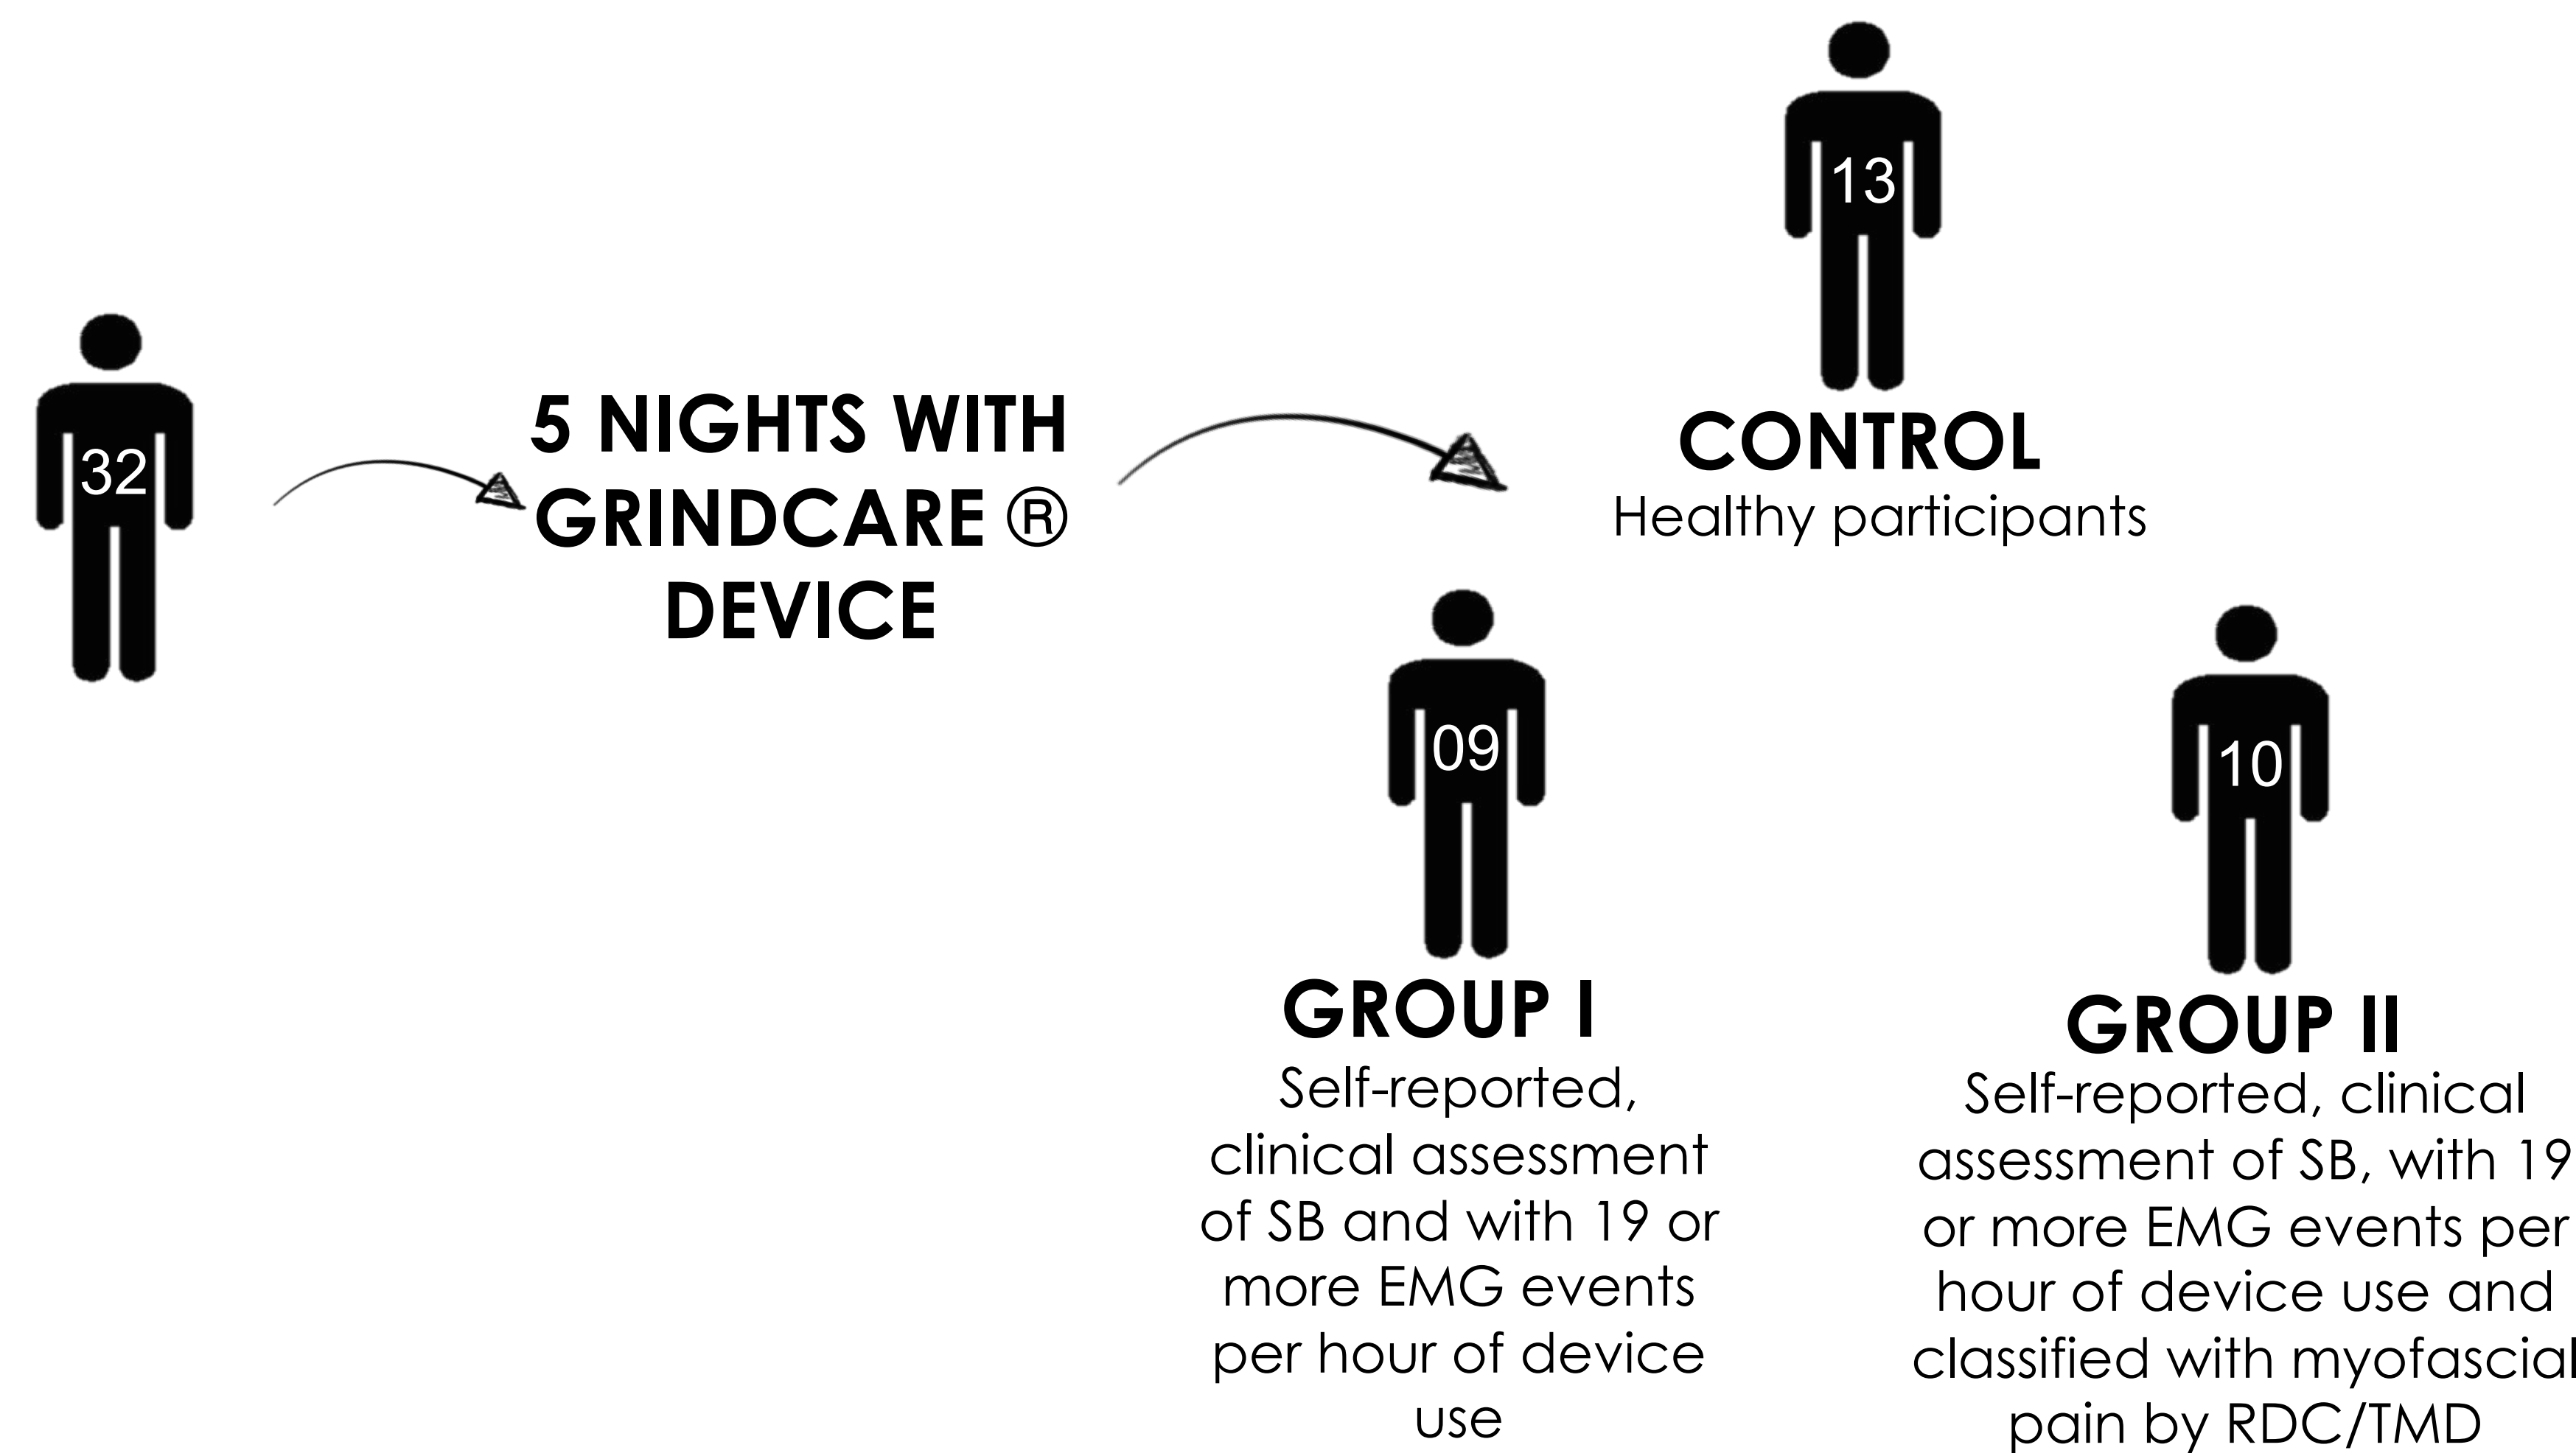 32
5 NIGHTS WITH
GRINDCARE ®
DEVICE
13
CONTROL
Healthy participants
09
GROUP I
Self-reported,
clinical assessment
of SB and with 19 or
more EMG events
per hour of device
use
10
GROUP II
Self-reported, clinical
assessment of SB, with 19
or more EMG events per
hour of device use and
classified with myofascial
pain by RDC/TMD